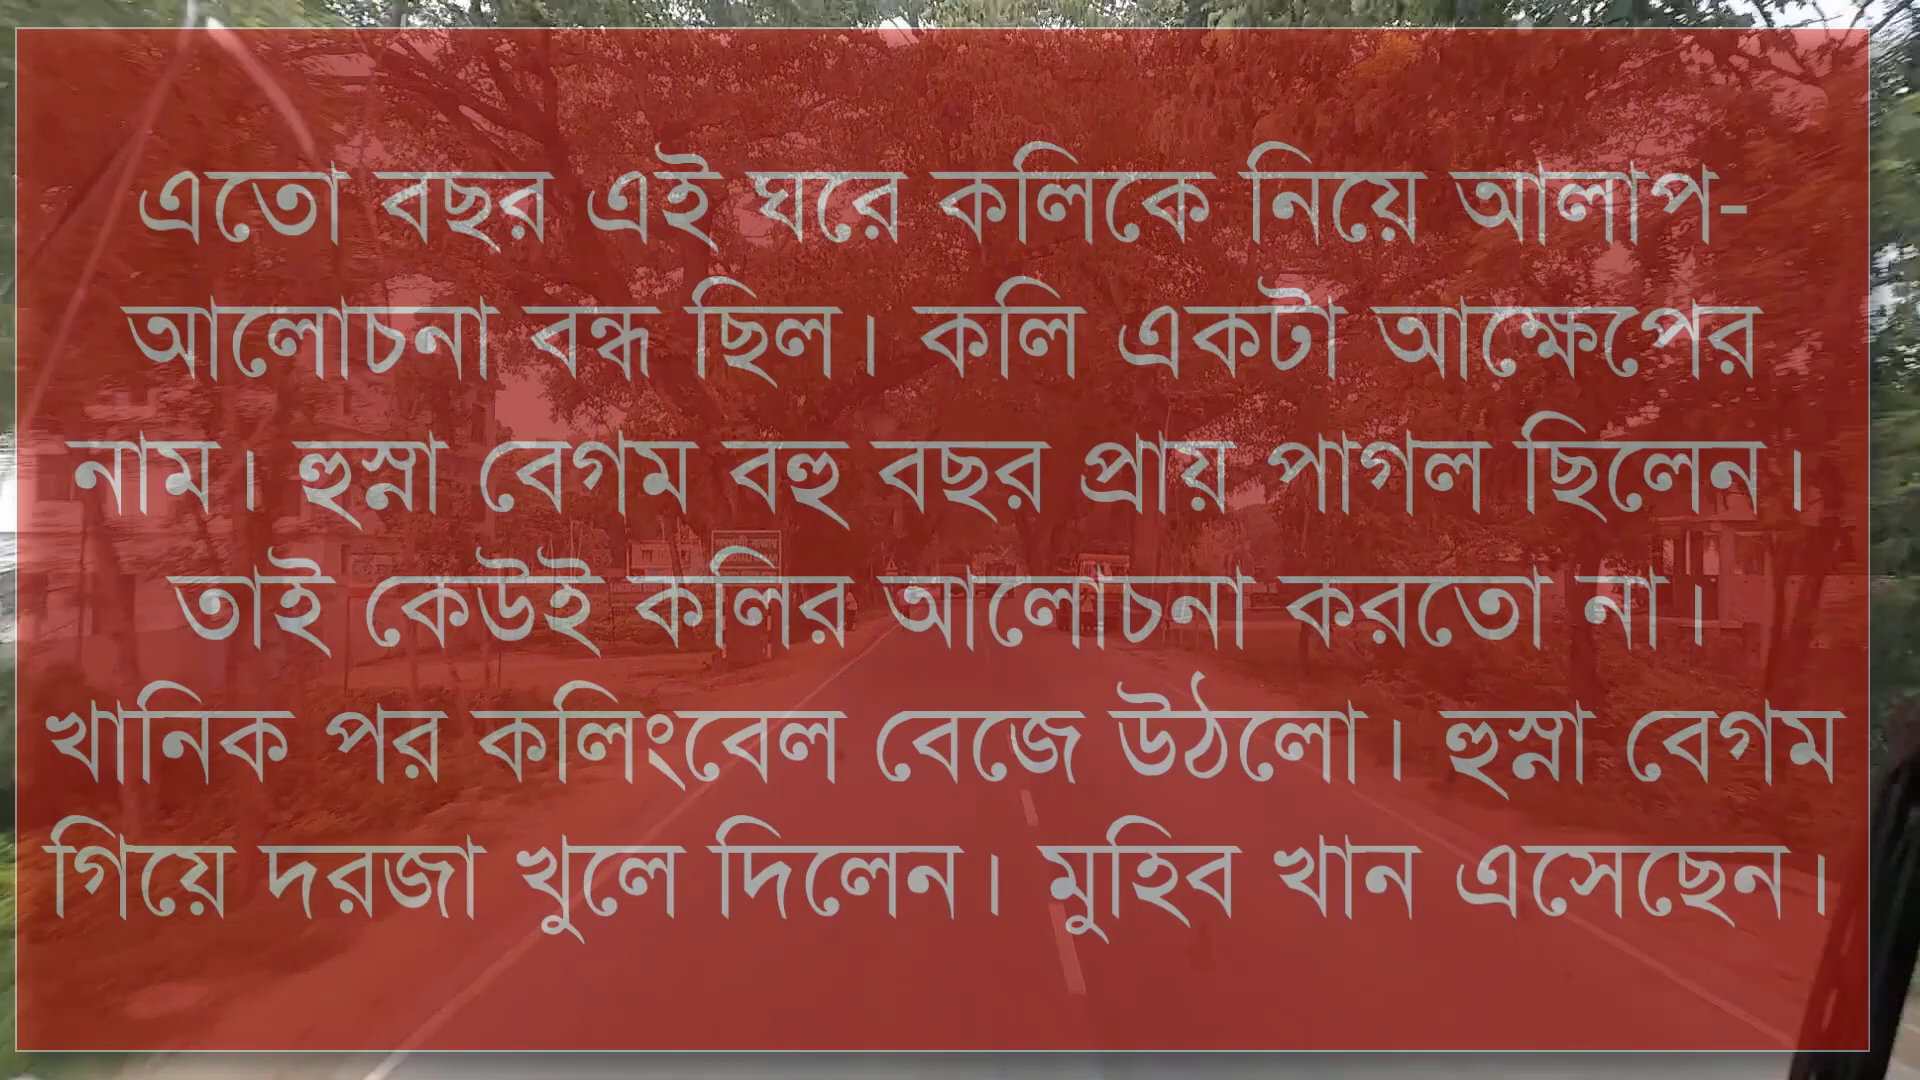 এতো বছর এই ঘরে কলিকে নিয়ে আলাপ-
আলোচনা বন্ধ ছিল। কলি একটা আক্ষেপের
নাম। হুস্না বেগম বহু বছর প্রায় পাগল ছিলেন।
তাই কেউই কলির আলোচনা করতো না।
খানিক পর কলিংবেল বেজে উঠলো। হুস্না বেগম
গিয়ে দরজা খুলে দিলেন। মুহিব খান এসেছেন।